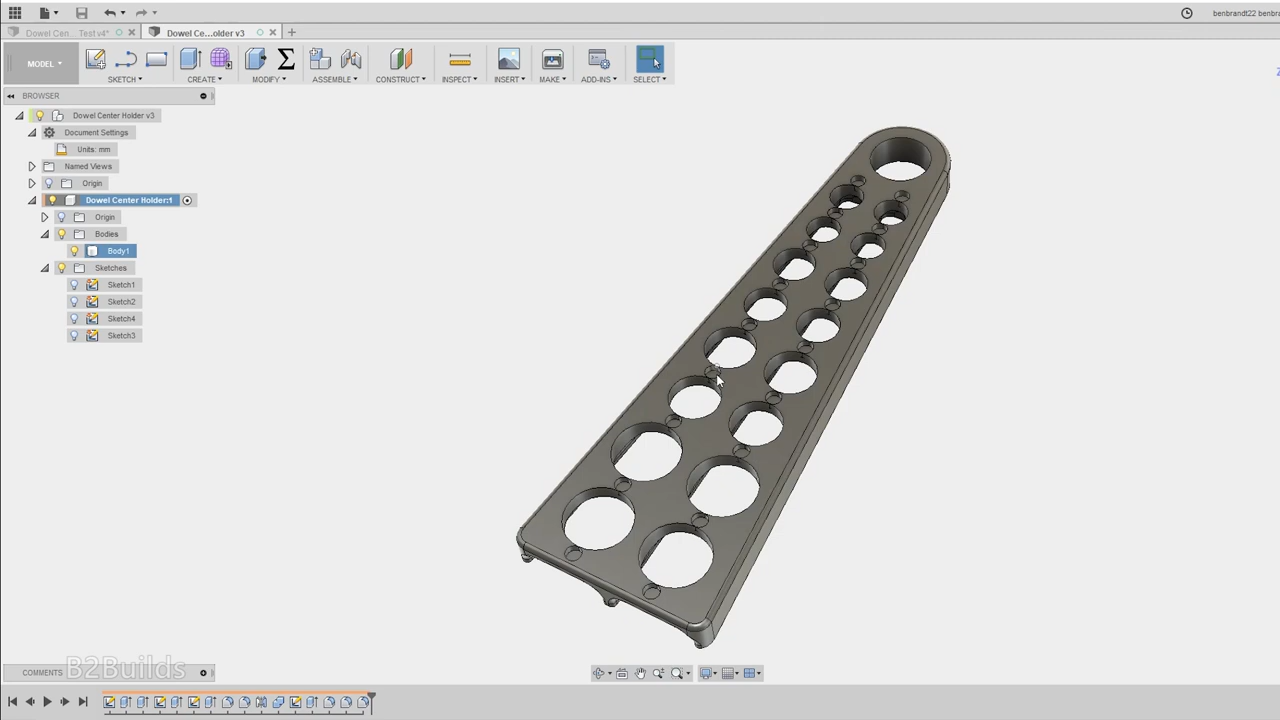 benbrandt22 benbr
Dowel Cen... Test v4*
Dowel Ce...older v3
MODEL
SKETCH
CREATE
MODIFY
ASSEMBLE
CONSTRUCT
INSPECT
INSERT
MAKE
ADD-INS
SELECT
BROWSER
Dowel Center Holder v3
Document Settings
Units: mm
Named Views
Origin
Dowel Center Holder:1
Origin
Bodies
Body1
Sketches
Sketch1
Sketch2
Sketch4
Sketch3
COMMENTS
B2Builds